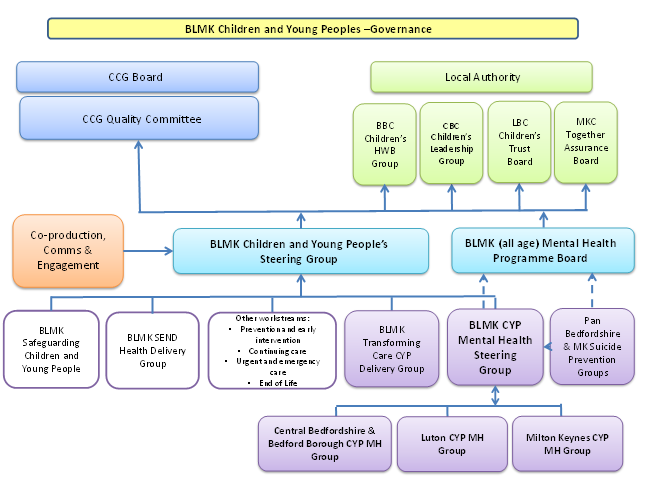 BLMK Children and Young Peoples –Governance
CCG Board
Local Authority
CCG Quality Committee
BBC
Children's
HWB
Group
CBC
Children's
Leadership
Group
LBC
Children's
Trust
Board
MKC
Together
Assurance
Board
Co-production,
Comms &
Engagement
BLMK Children and Young People's
Steering Group
BLMK (all age) Mental Health
Programme Board
BLMK
Safeguarding
Children and
Young People
BLMK SEND
Health Delivery
Group
Other workstreams:
• Prevention and early
intervention
• Continuing care
• Urgent and emergency
care
• End of Life
BLMK
Transforming
Care CYP
Delivery Group
BLMK CYP
Mental Health
Steering
Group
Pan
Bedfordshire
& MK Suicide
Prevention
Groups
Central Bedfordshire &
Bedford Borough CYP MH
Group
Luton CYP MH
Group
Milton Keynes CYP
MH Group